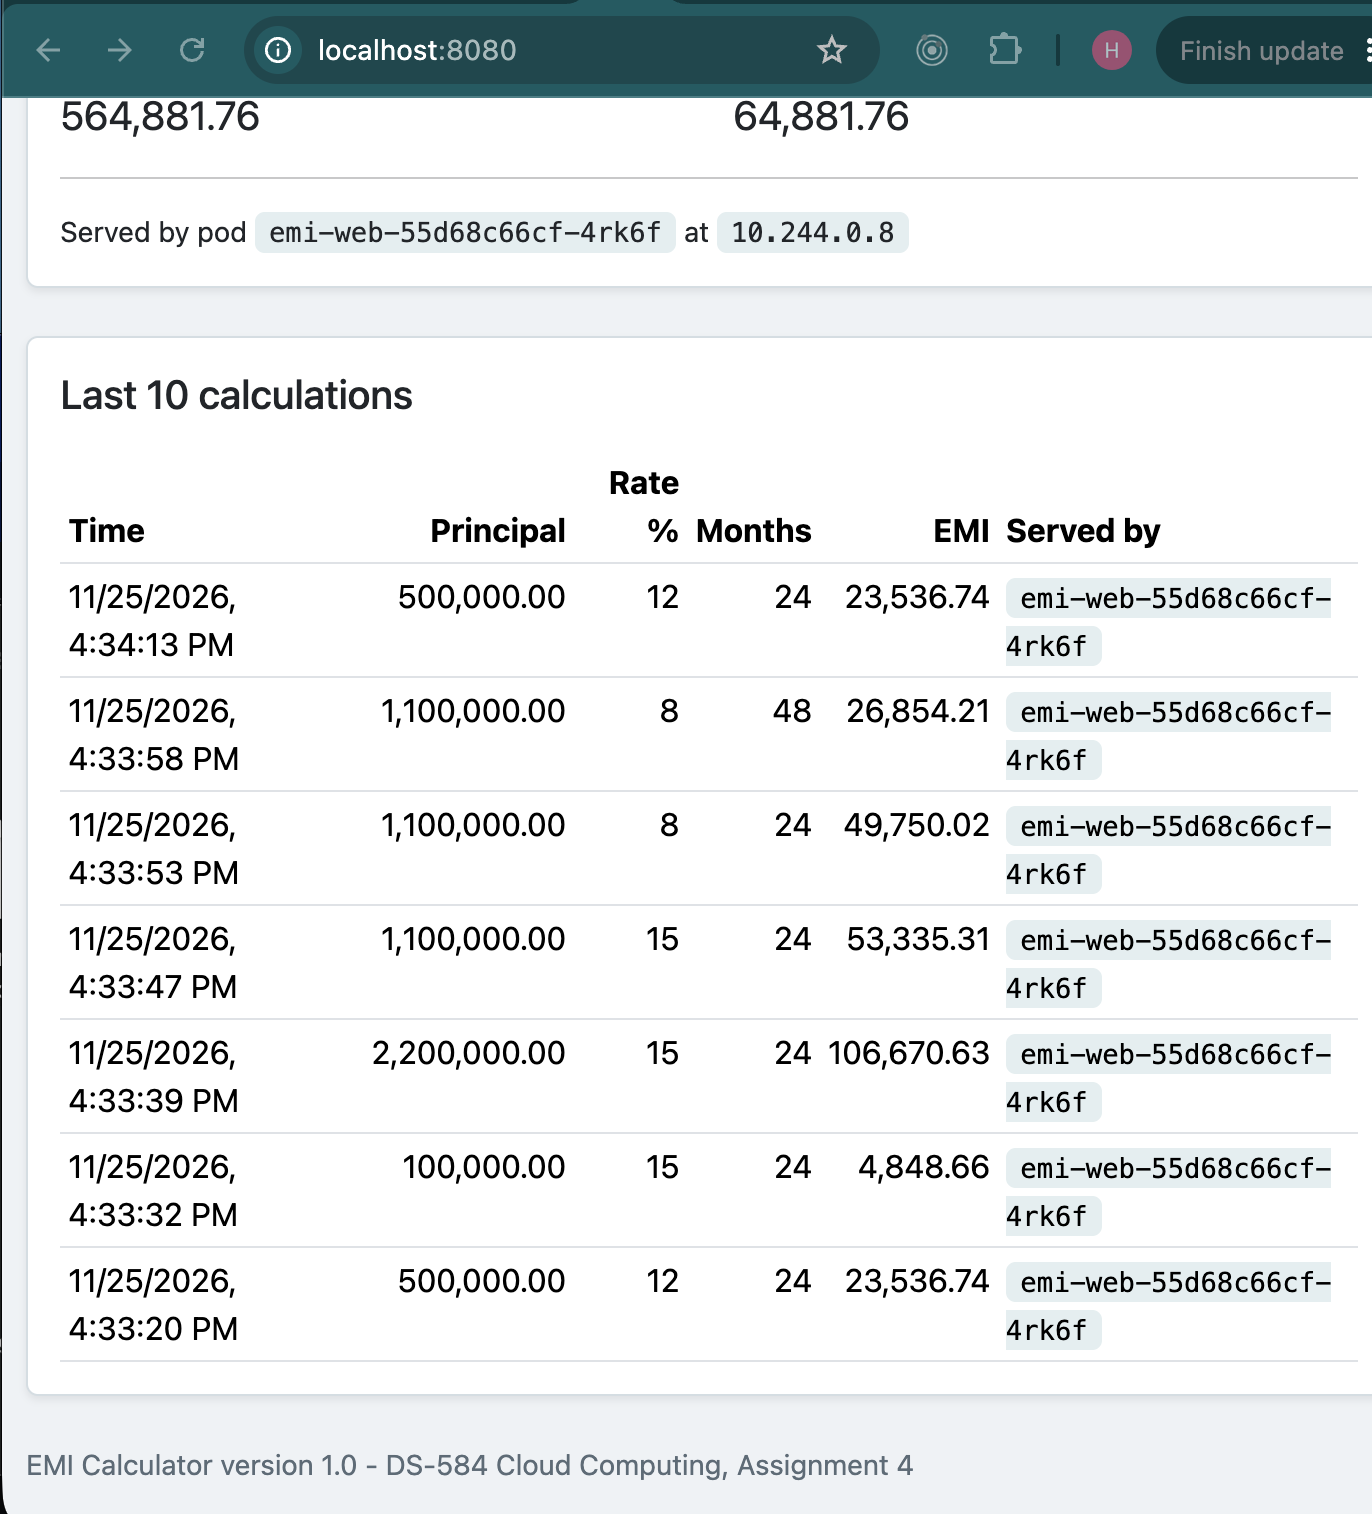 localhost:8080
H
Finish update
564,881.76 64,881.76
Served by pod emi-web-55d68c66cf-4rk6f at 10.244.0.8
Last 10 calculations
Rate
Time Principal % Months EMI Served by
11/25/2026, 500,000.00 12 24 23,536.74 emi-web-55d68c66cf-
4:34:13 PM 4rk6f
11/25/2026, 1,100,000.00 8 48 26,854.21 emi-web-55d68c66cf-
4:33:58 PM 4rk6f
11/25/2026, 1,100,000.00 8 24 49,750.02 emi-web-55d68c66cf-
4:33:53 PM 4rk6f
11/25/2026, 1,100,000.00 15 24 53,335.31 emi-web-55d68c66cf-
4:33:47 PM 4rk6f
11/25/2026, 2,200,000.00 15 24 106,670.63 emi-web-55d68c66cf-
4:33:39 PM 4rk6f
11/25/2026, 100,000.00 15 24 4,848.66 emi-web-55d68c66cf-
4:33:32 PM 4rk6f
11/25/2026, 500,000.00 12 24 23,536.74 emi-web-55d68c66cf-
4:33:20 PM 4rk6f
EMI Calculator version 1.0 - DS-584 Cloud Computing, Assignment 4